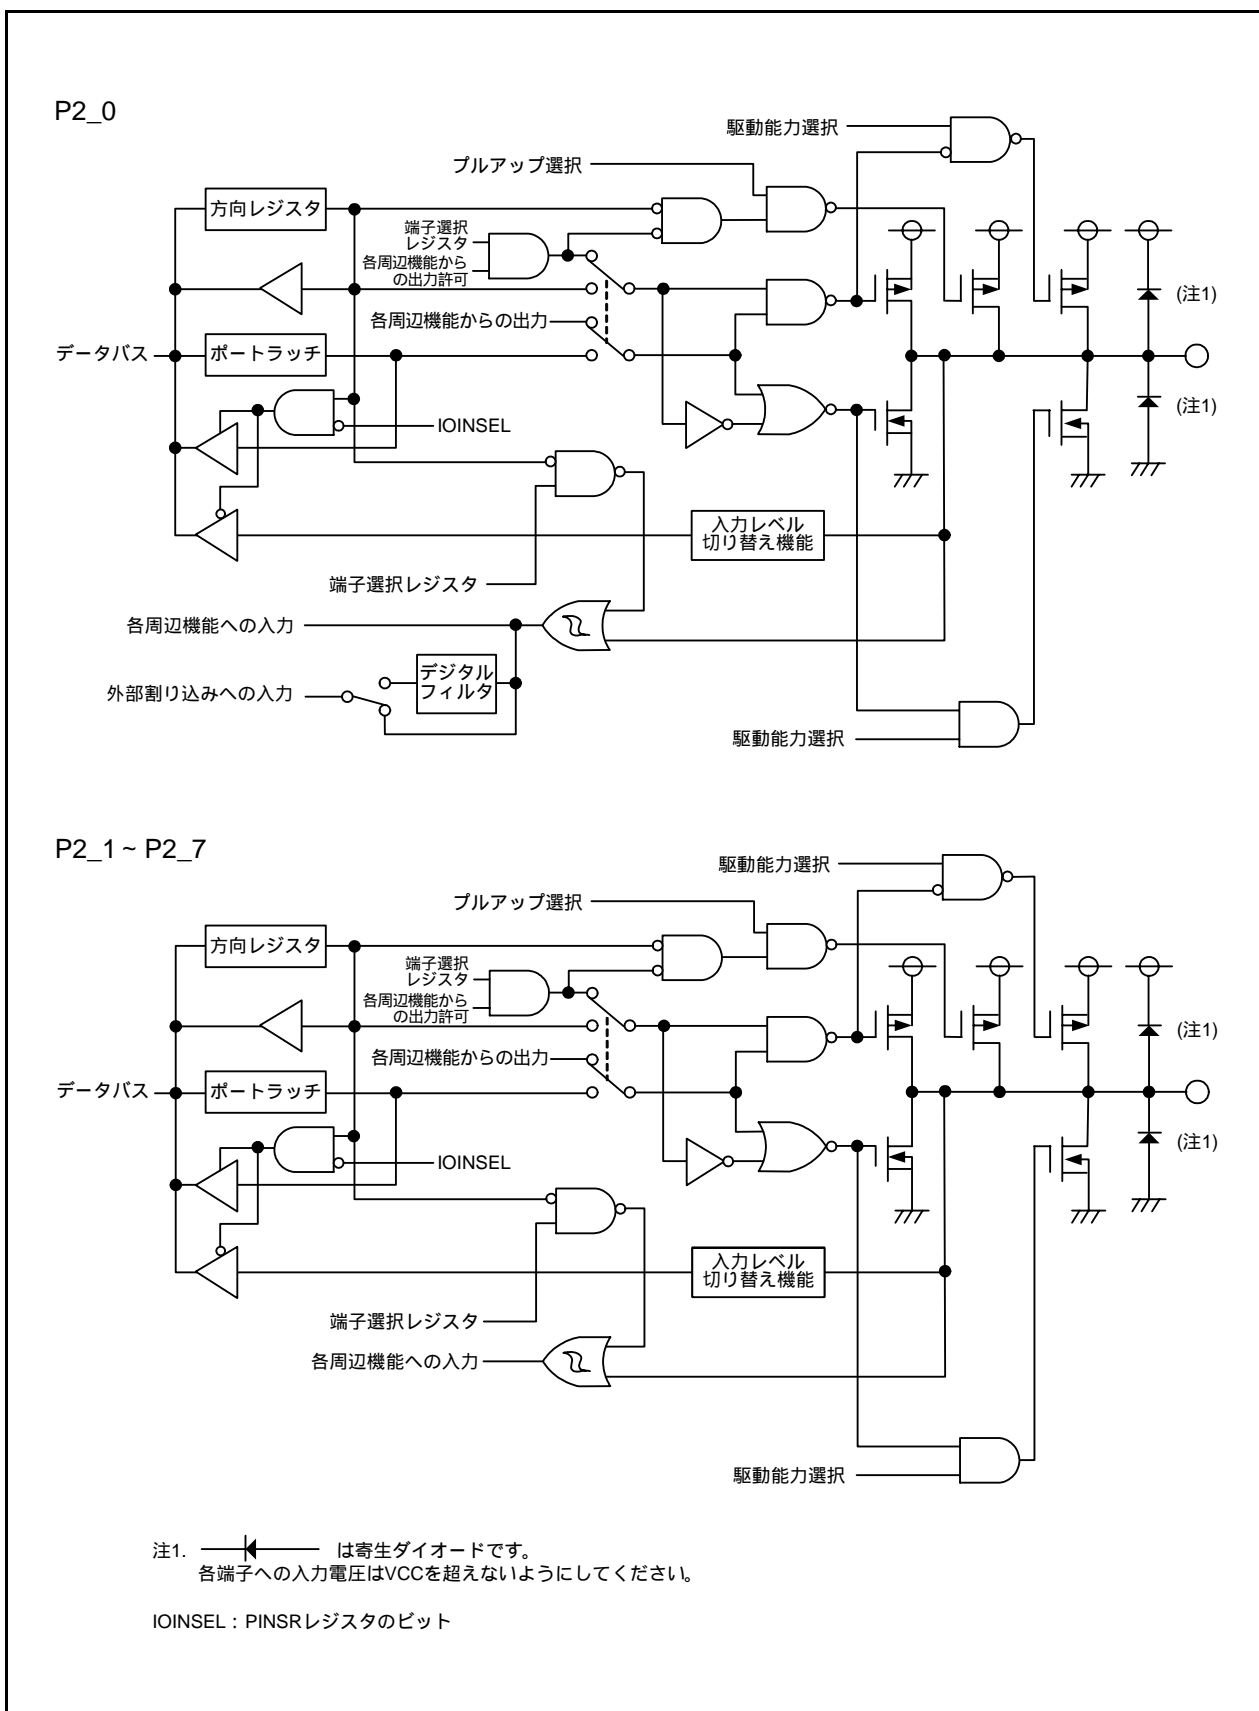 P2_0
駆動能力選択
プルアップ選択
方向レジスタ
端子選択
レジスタ
各周辺機能から
の出力許可
(注1)
各周辺機能からの出力
データバス
ポートラッチ
(注1)
IOINSEL
入力レベル
切り替え機能
端子選択レジスタ
各周辺機能への入力
デジタル
フィルタ
外部割り込みへの入力
駆動能力選択
P2_1 ~ P2_7
駆動能力選択
プルアップ選択
方向レジスタ
端子選択
レジスタ
各周辺機能から
の出力許可
(注1)
各周辺機能からの出力
データバス
ポートラッチ
(注1)
IOINSEL
入力レベル
切り替え機能
端子選択レジスタ
各周辺機能への入力
駆動能力選択
注1. は寄生ダイオードです。
各端子への入力電圧はVCCを超えないようにしてください。
IOINSEL：PINSRレジスタのビット